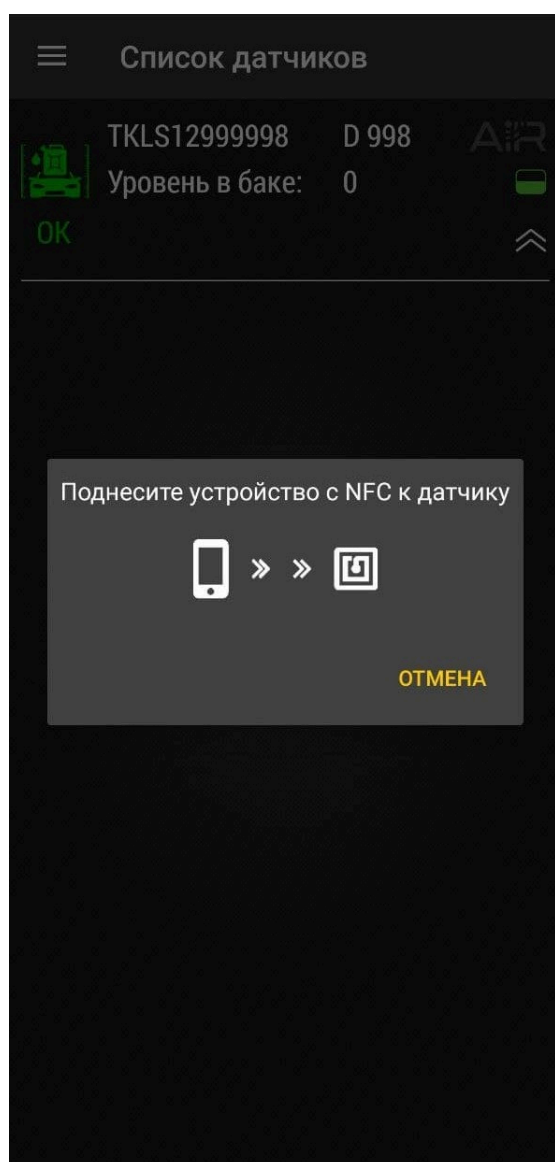 Список датчиков
TKLS12999998 D 998 AiR
Уровень в баке: 0
OK
Поднесите устройство с NFC к датчику
ОТМЕНА